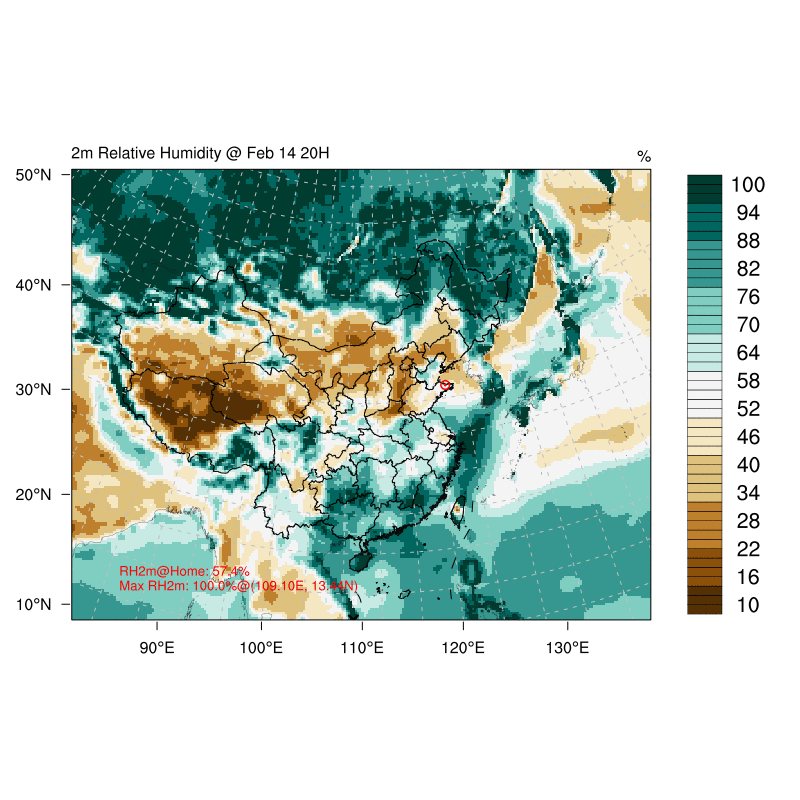 2m Relative Humidity @ Feb 14 20H
%
50°N
40°N
30°N
20°N
10°N
90°E
100°E
110°E
120°E
130°E
100
94
88
82
76
70
64
58
52
46
40
34
28
22
16
10
RH2m@Home: 57.4%
Max RH2m: 100.0%@(109.10E, 13.41N)